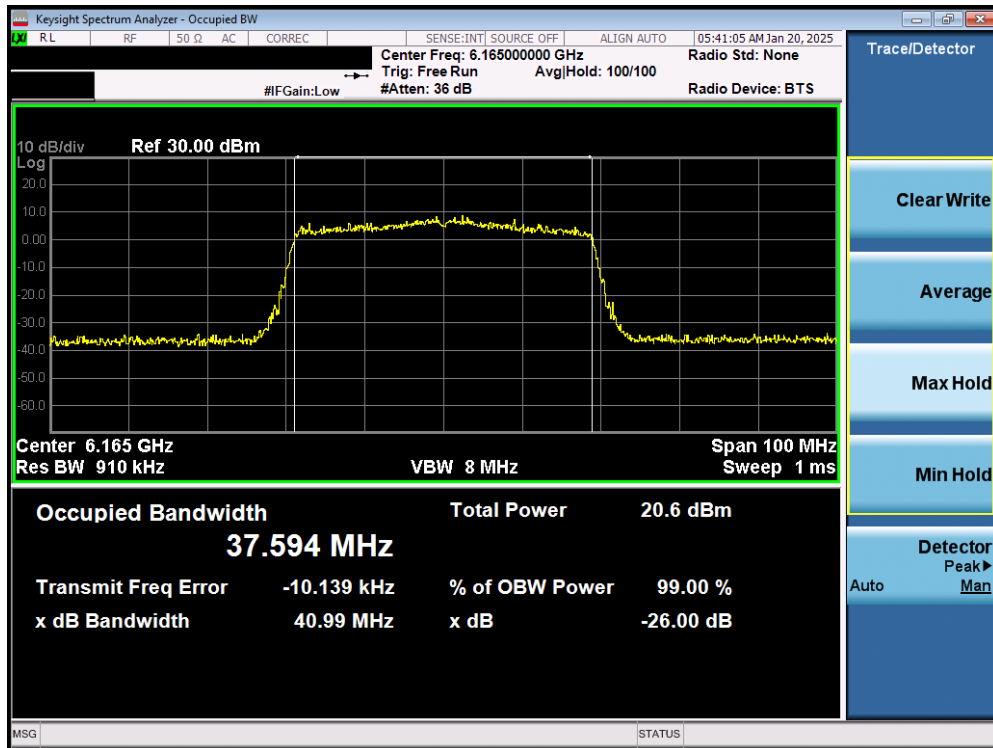 Keysight Spectrum Analyzer - Occupied BW
LXI RL RF 50 Ω AC CORREC SENSE:INT SOURCE OFF ALIGN AUTO 05:41:05 AM Jan 20, 2025
Center Freq: 6.165000000 GHz Radio Std: None
Trig: Free Run Avg|Hold: 100/100
#IFGain:Low #Atten: 36 dB Radio Device: BTS
Trace/Detector
10 dB/div Ref 30.00 dBm
Log
20.0
10.0
0.00
-10.0
-20.0
-30.0
-40.0
-50.0
-60.0
Center 6.165 GHz Span 100 MHz
Res BW 910 kHz VBW 8 MHz Sweep 1 ms
Occupied Bandwidth Total Power 20.6 dBm
37.594 MHz
Transmit Freq Error -10.139 kHz % of OBW Power 99.00 %
x dB Bandwidth 40.99 MHz x dB -26.00 dB
Clear Write
Average
Max Hold
Min Hold
Detector
Peak▶
Auto Man
MSG STATUS